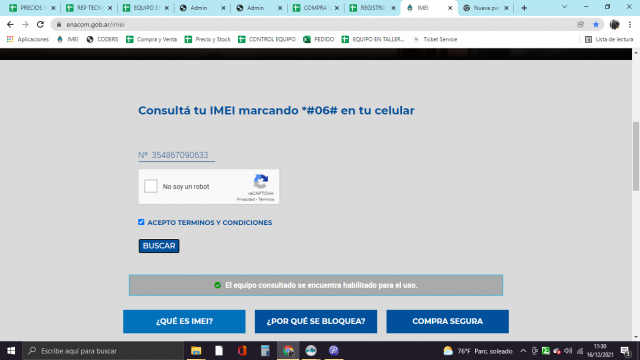 PRECIOS Y
REP TECN
EQUIPO E
Admin
Admin
COMPRA
REGISTRO
IMEI
Nueva pe
enacom.gob.ar/imei
Aplicaciones
IMEI
CODERS
Compra y Venta
Precio y Stock
CONTROL EQUIPO
PEDIDO
EQUIPO EN TALLER...
Ticket Service
Lista de lectura
Consultá tu IMEI marcando *#06# en tu celular
Nº 354867090633
No soy un robot
reCAPTCHA
Privacidad - Términos
ACEPTO TERMINOS Y CONDICIONES
BUSCAR
El equipo consultado se encuentra habilitado para el uso.
¿QUÉ ES IMEI?
¿POR QUÉ SE BLOQUEA?
COMPRA SEGURA
Escribe aquí para buscar
76°F Parc. soleado
11:30
16/12/2021